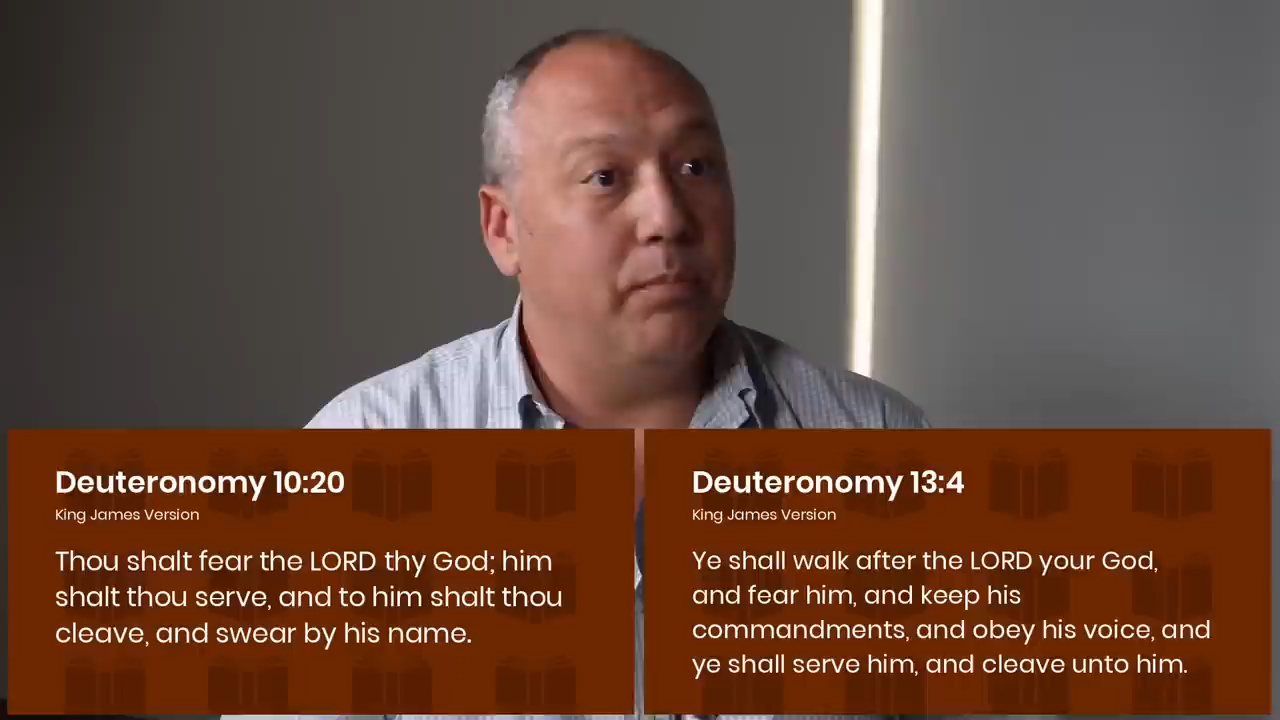 Deuteronomy 10:20
King James Version
Thou shalt fear the LORD thy God; him
shalt thou serve, and to him shalt thou
cleave, and swear by his name.
Deuteronomy 13:4
King James Version
Ye shall walk after the LORD your God,
and fear him, and keep his
commandments, and obey his voice, and
ye shall serve him, and cleave unto him.